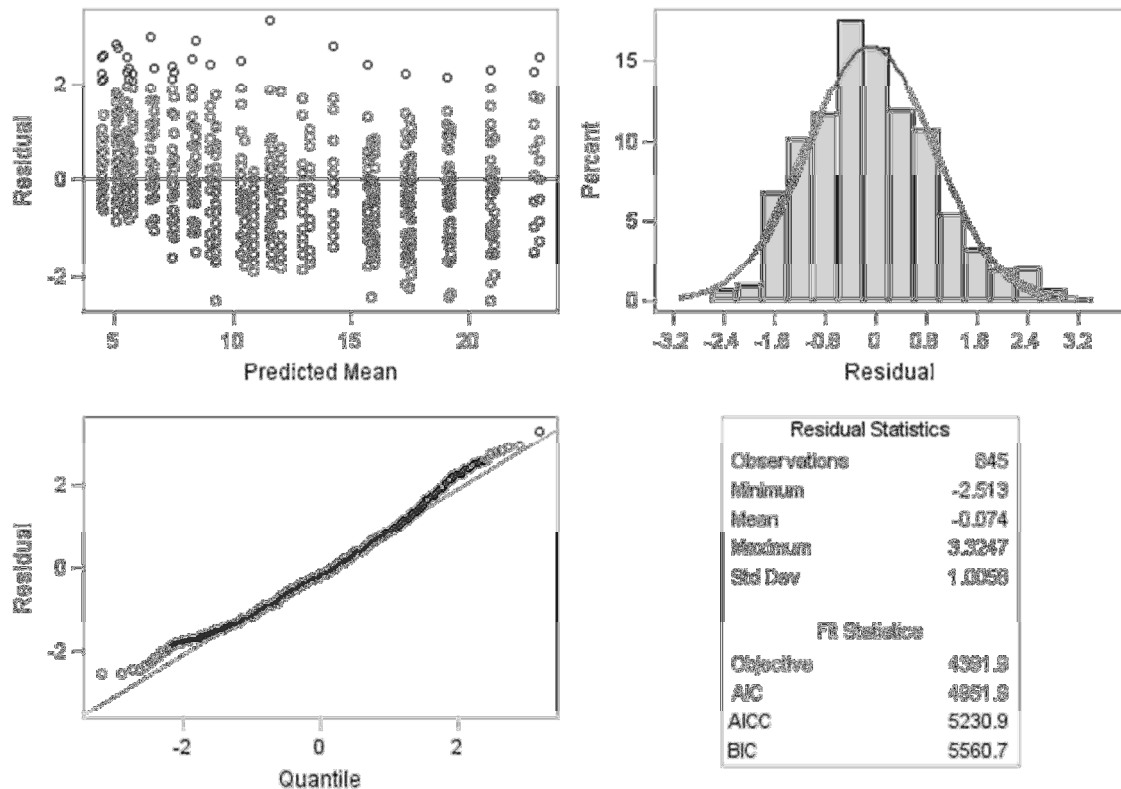 2
0
-2
Residual
5 10 15 20
Predicted Mean
15
10
5
0
Percent
-3.2 -2.4 -1.6 -0.8 0 0.8 1.6 2.4 3.2
Residual
2
0
-2
Residual
-2 0 2
Quantile
Residual Statistics
Observations 845
Minimum -2.513
Mean -0.074
Maximum 3.3247
Std Dev 1.0058
Fit Statistics
Objective 4391.9
AIC 4951.9
AICC 5230.9
BIC 5560.7